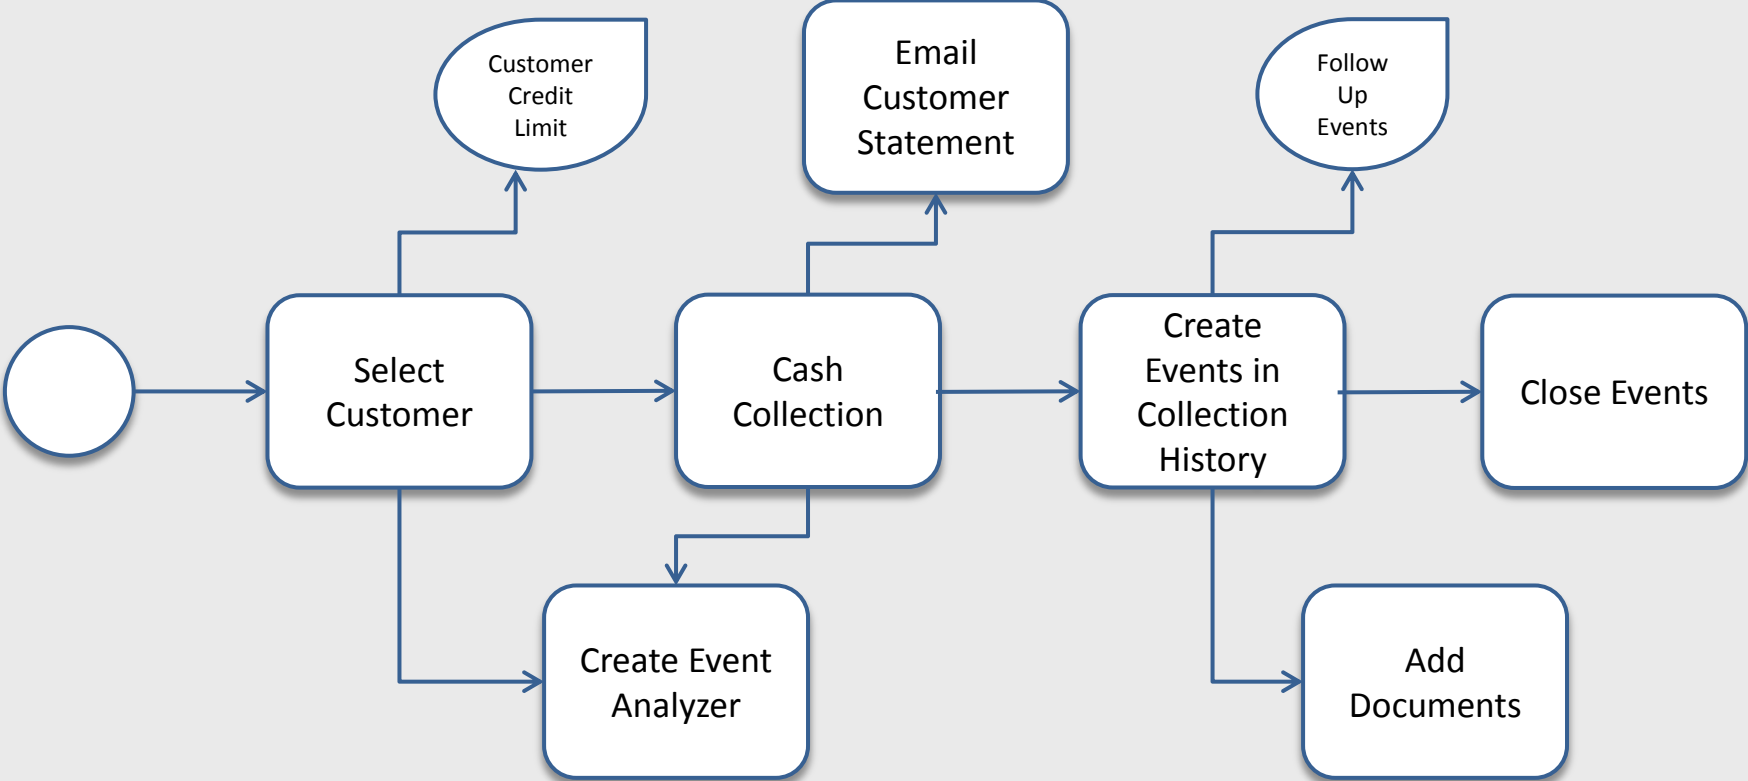 Customer
Credit
Limit
Email
Customer
Statement
Follow
Up
Events
Select
Customer
Cash
Collection
Create
Events in
Collection
History
Close Events
Create Event
Analyzer
Add
Documents